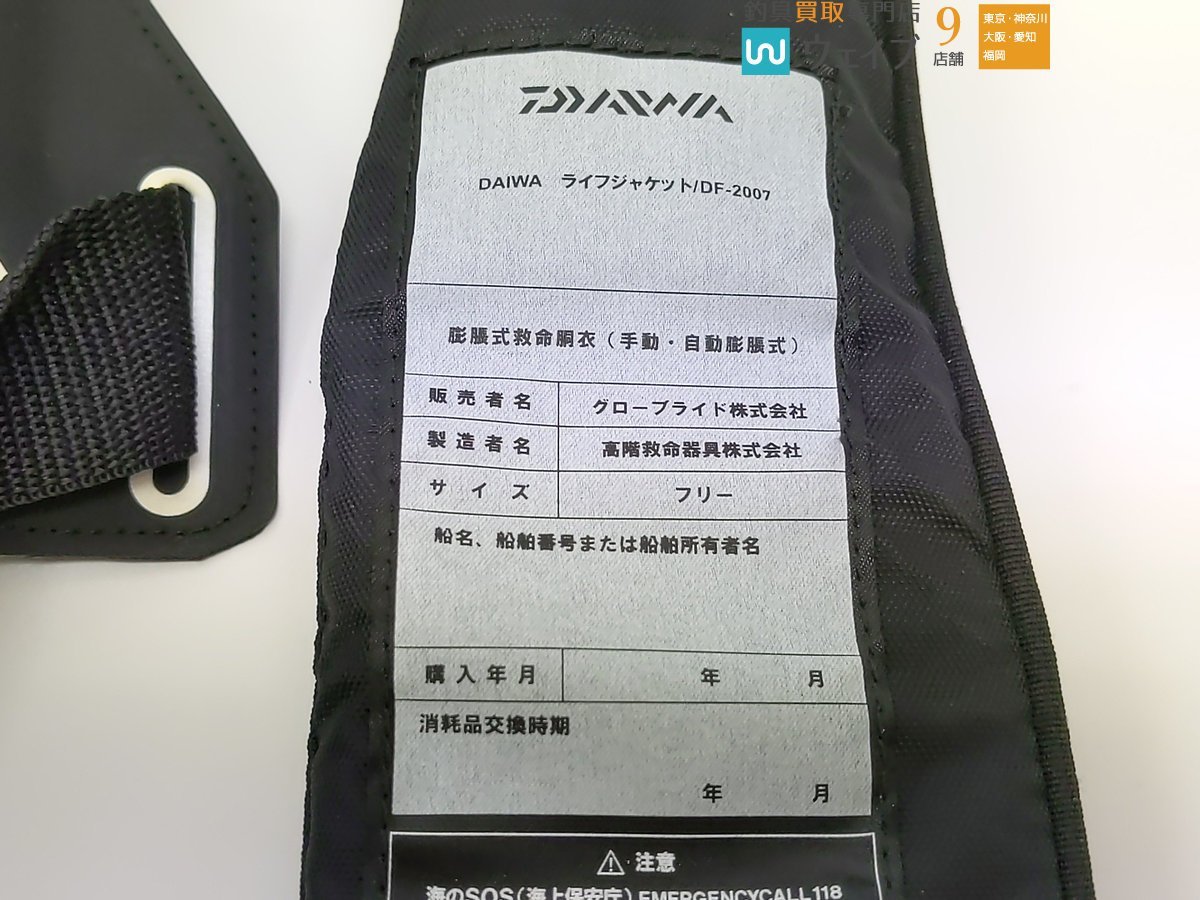 釣具買取専門店
ウェイブ
9
店舗
東京・神奈川
大阪・愛知
福岡
DAIWA
DAIWA ライフジャケット/DF-2007
膨脹式救命胴衣(手動・自動膨脹式)
販売者名 グローブライド株式会社
製造者名 高階救命器具株式会社
サイズ フリー
船名、船舶番号または船舶所有者名
購入年月 年 月
消耗品交換時期
年 月
⚠注意
海のSOS(海上保安庁)EMERGENCYCALL118